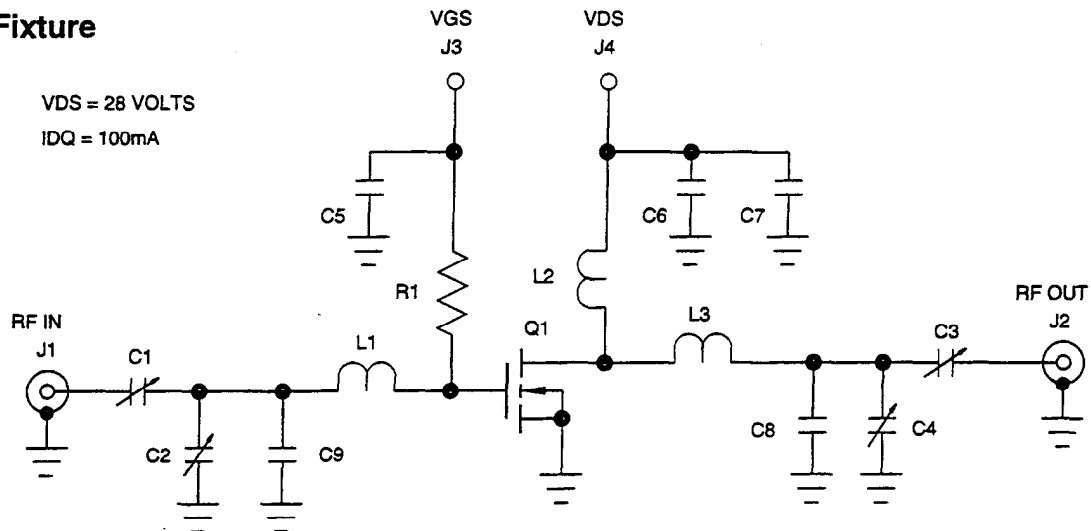 Fixture
VGS
J3
VDS
J4
VDS = 28 VOLTS
IDQ = 100mA
C5
C6
C7
R1
L2
RF IN
J1
C1
L1
Q1
L3
C3
RF OUT
J2
C2
C9
C8
C4